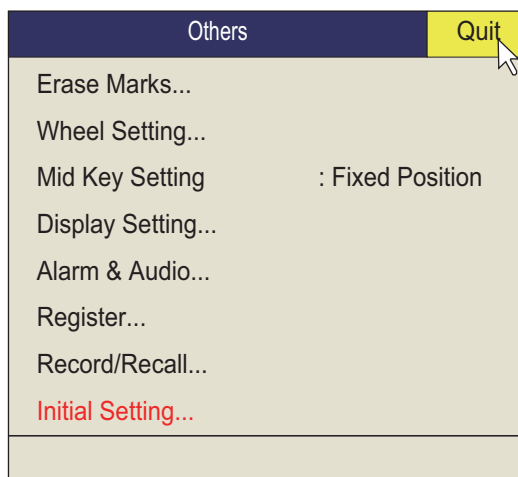 Others Quit
Erase Marks...
Wheel Setting...
Mid Key Setting : Fixed Position
Display Setting...
Alarm & Audio...
Register...
Record/Recall...
Initial Setting...